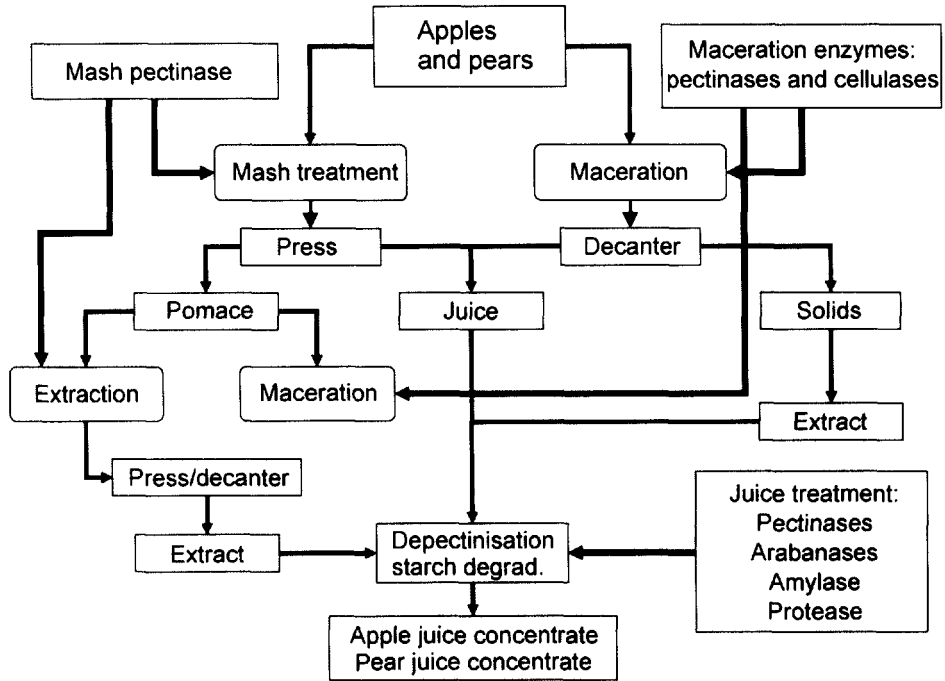 Apples
and pears
Mash pectinase
Maceration enzymes:
pectinases and cellulases
Mash treatment
Maceration
Press
Decanter
Pomace
Juice
Solids
Extraction
Maceration
Extract
Press/decanter
Extract
Depectinisation
starch degrad.
Juice treatment:
Pectinases
Arabanases
Amylase
Protease
Apple juice concentrate
Pear juice concentrate